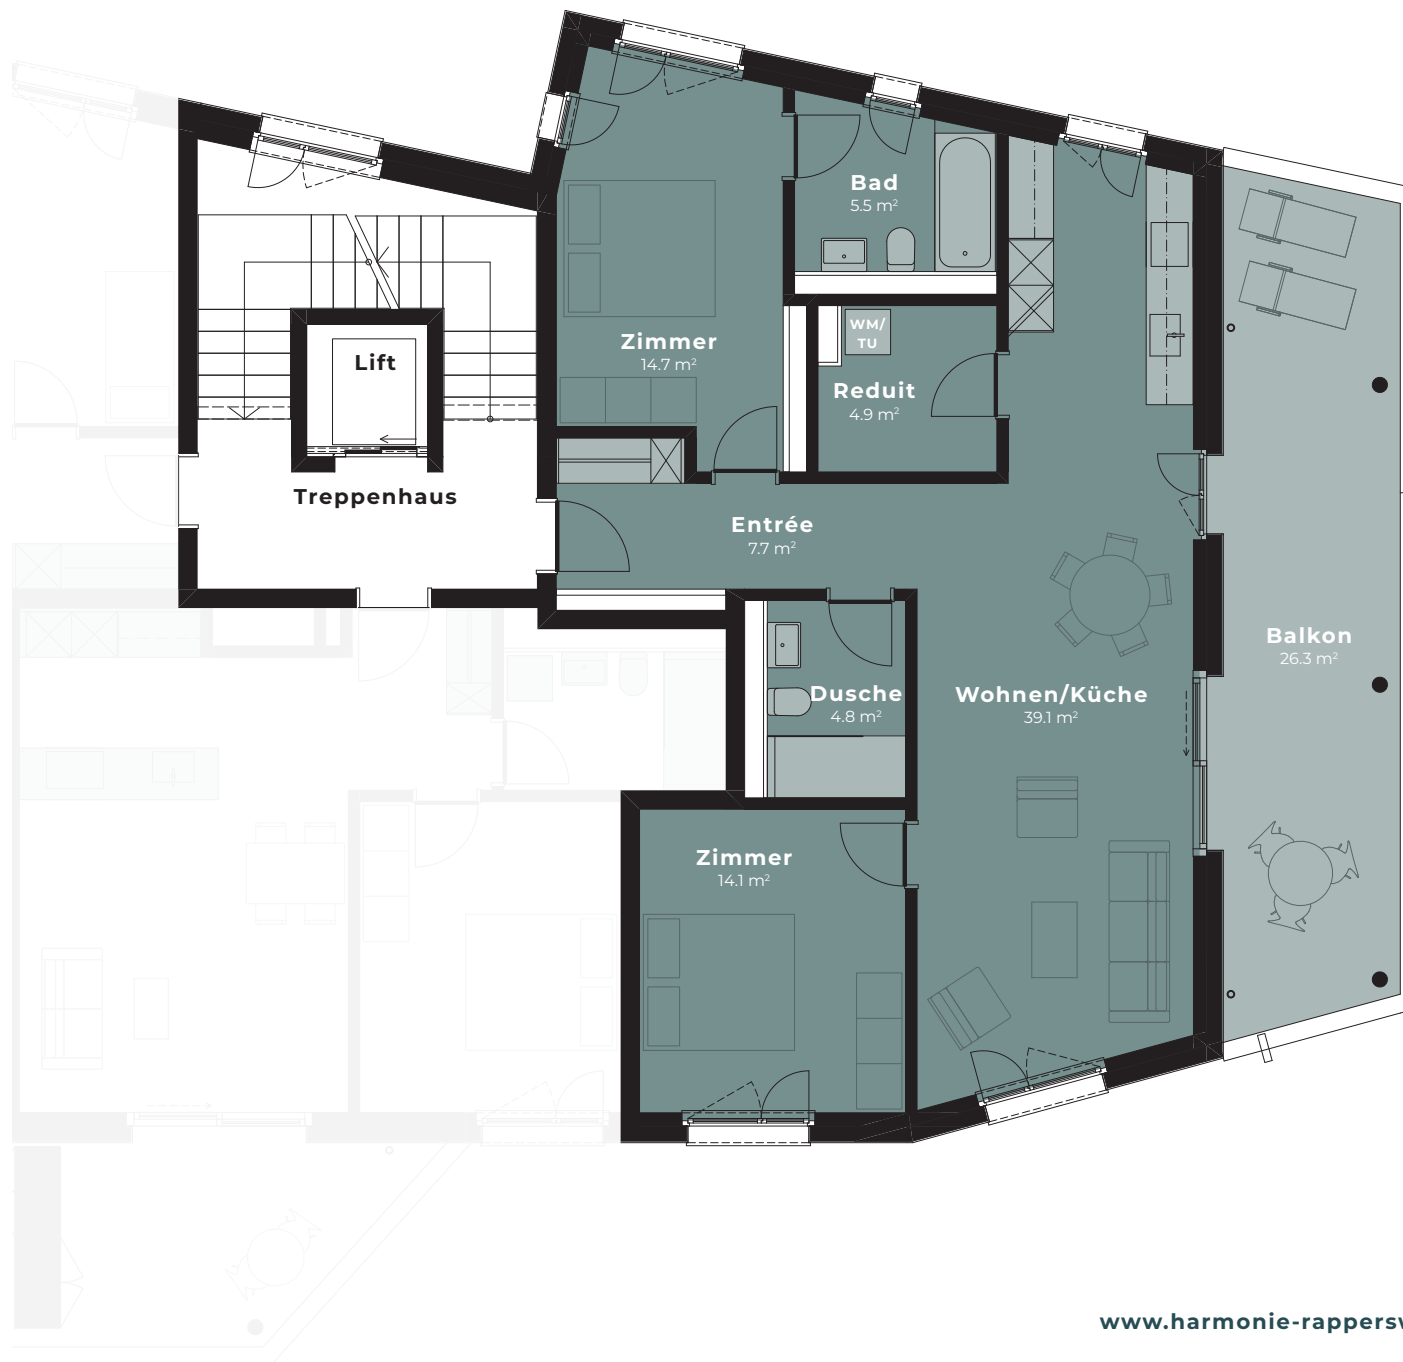 Bad
5.5 m²
Zimmer
14.7 m²
WM/
TU
Lift
Reduit
4.9 m²
Treppenhaus
Entrée
7.7 m²
Balkon
26.3 m²
Dusche
4.8 m²
Wohnen/Küche
39.1 m²
Zimmer
14.1 m²
www.harmonie-rappersv